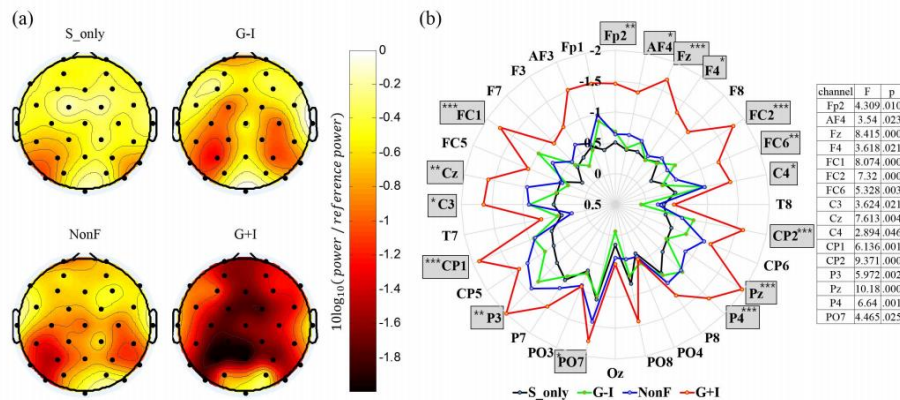 (a)
S_only
G-I
NonF
G+I
0
-0.2
-0.4
-0.6
-0.8
-1
-1.2
-1.4
-1.6
-1.8
10log10(power / reference power)
(b)
Fp2**
AF4*
Fz***
F4*
F8
FC2***
FC6**
C4*
T8
CP2***
CP6
Pz***
P4***
P8
PO4
PO8
Oz
PO7*
PO3
P7
**P3
CP5
***CP1
T7
*C3
**Cz
FC5
***FC1
F7
F3
AF3
Fp1
-2
-1.5
-1
-0.5
0
0.5
S_only G-I NonF G+I
channel F p
Fp2 4.309 .010
AF4 3.54 .023
Fz 8.415 .000
F4 3.618 .021
FC1 8.074 .000
FC2 7.32 .000
FC6 5.328 .003
C3 3.624 .021
Cz 7.613 .004
C4 2.894 .046
CP1 6.136 .001
CP2 9.371 .000
P3 5.972 .002
Pz 10.18 .000
P4 6.64 .001
PO7 4.465 .025